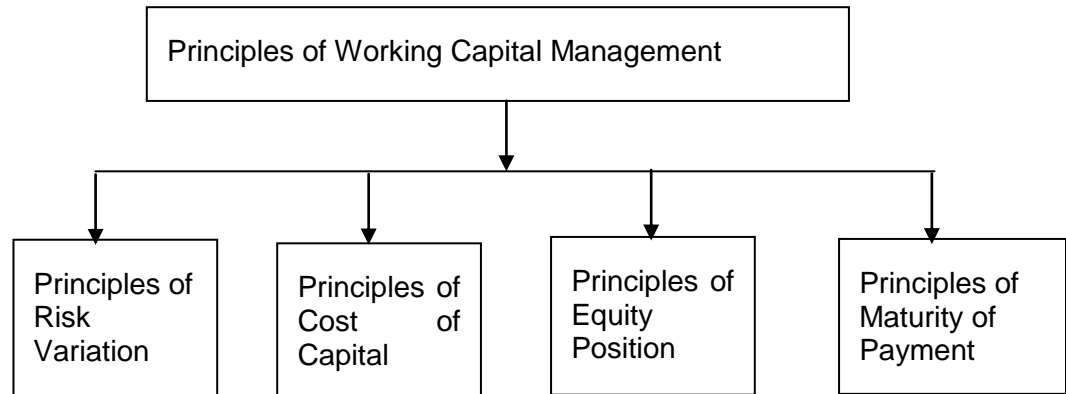 Principles of Working Capital Management
Principles of
Risk
Variation
Principles of
Cost of
Capital
Principles of
Equity
Position
Principles of
Maturity of
Payment